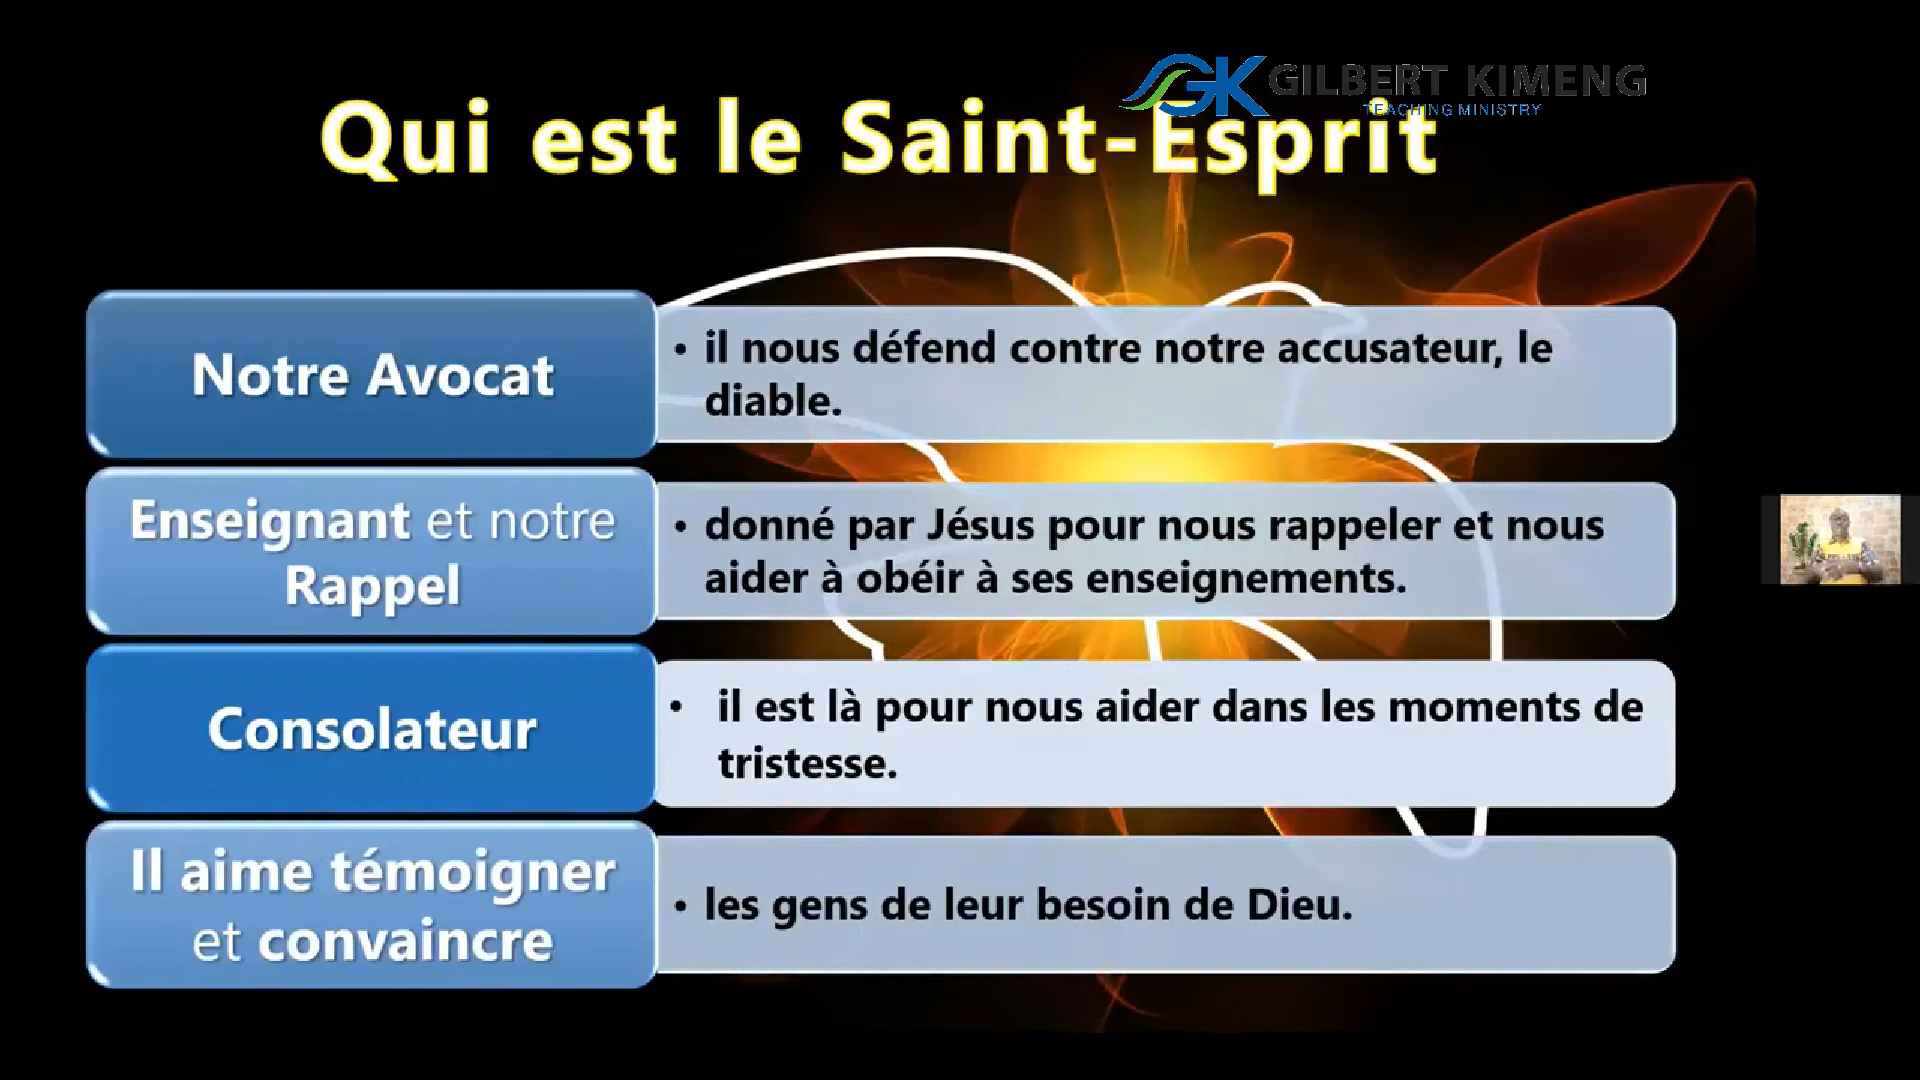 GK GILBERT KIMENG
TEACHING MINISTRY
Qui est le Saint-Esprit
Notre Avocat
• il nous défend contre notre accusateur, le
diable.
Enseignant et notre
Rappel
• donné par Jésus pour nous rappeler et nous
aider à obéir à ses enseignements.
Consolateur
• il est là pour nous aider dans les moments de
tristesse.
Il aime témoigner
et convaincre
• les gens de leur besoin de Dieu.